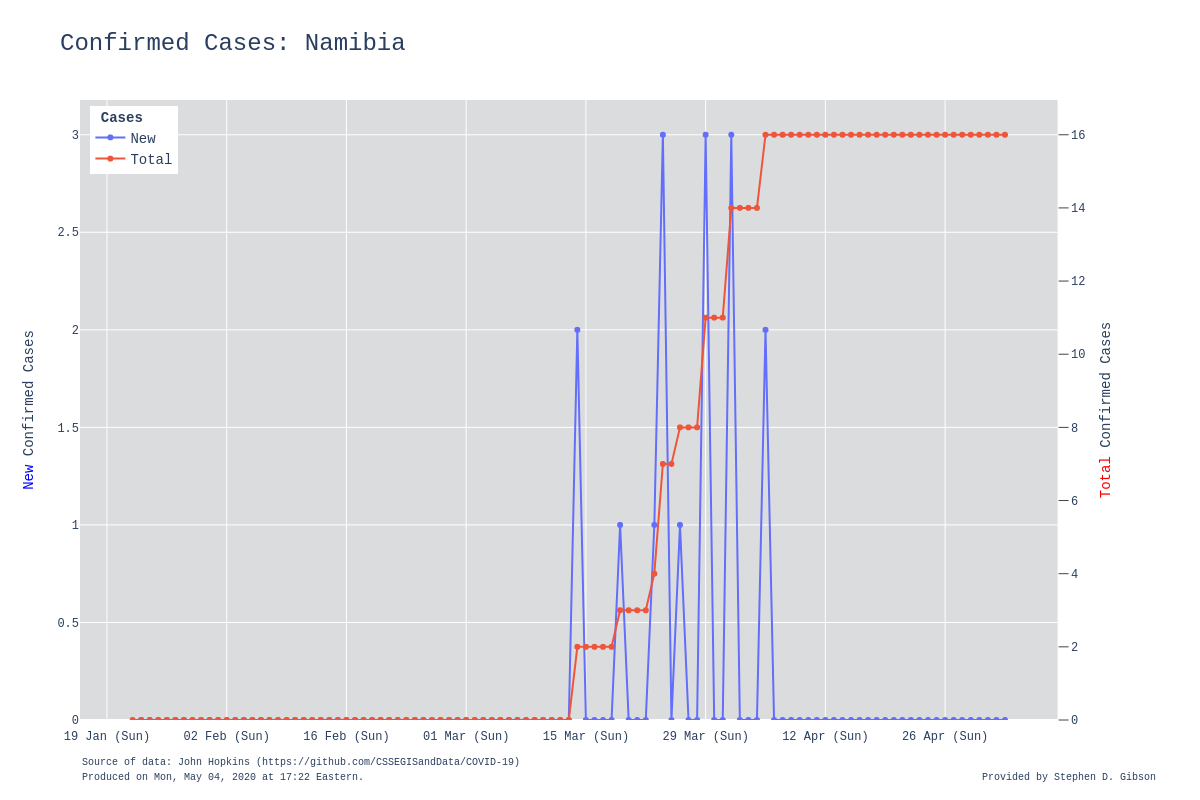 Confirmed Cases: Namibia
Cases
New
Total
3
2.5
2
1.5
1
0.5
0
16
14
12
10
8
6
4
2
0
New Confirmed Cases
Total Confirmed Cases
19 Jan (Sun) 02 Feb (Sun) 16 Feb (Sun) 01 Mar (Sun) 15 Mar (Sun) 29 Mar (Sun) 12 Apr (Sun) 26 Apr (Sun)
Source of data: John Hopkins (https://github.com/CSSEGISandData/COVID-19)
Produced on Mon, May 04, 2020 at 17:22 Eastern.
Provided by Stephen D. Gibson